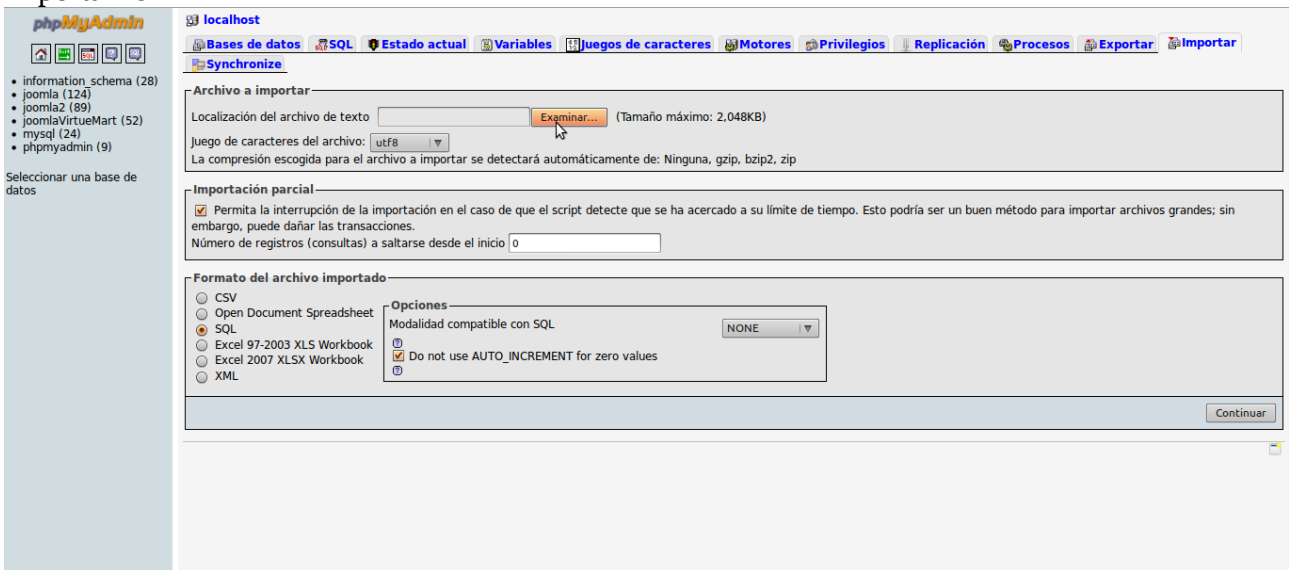 phpMyAdmin
information_schema (28)
joomla (124)
joomla2 (89)
joomlaVirtueMart (52)
mysql (24)
phpmyadmin (9)
Seleccionar una base de
datos
localhost
Bases de datos SQL Estado actual Variables Juegos de caracteres Motores Privilegios Replicación Procesos Exportar Importar
Synchronize
Archivo a importar
Localización del archivo de texto Examinar... (Tamaño máximo: 2,048KB)
Juego de caracteres del archivo: utf8
La compresión escogida para el archivo a importar se detectará automáticamente de: Ninguna, gzip, bzip2, zip
Importación parcial
Permita la interrupción de la importación en el caso de que el script detecte que se ha acercado a su límite de tiempo. Esto podría ser un buen método para importar archivos grandes; sin
embargo, puede dañar las transacciones.
Número de registros (consultas) a saltarse desde el inicio 0
Formato del archivo importado
CSV
Open Document Spreadsheet
SQL
Excel 97-2003 XLS Workbook
Excel 2007 XLSX Workbook
XML
Opciones
Modalidad compatible con SQL NONE
Do not use AUTO_INCREMENT for zero values
Continuar